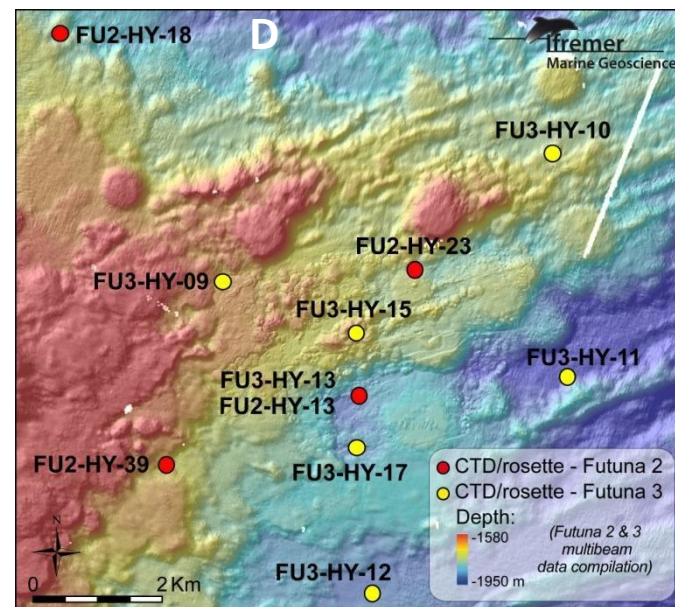 D
ifremer
Marine Geoscience
FU2-HY-18
FU3-HY-10
FU2-HY-23
FU3-HY-09
FU3-HY-15
FU3-HY-11
FU3-HY-13
FU2-HY-13
FU2-HY-39
FU3-HY-17
CTD/rosette - Futuna 2
CTD/rosette - Futuna 3
Depth:
-1580
-1950 m
(Futuna 2 & 3
multibeam
data compilation)
N
0 2 Km
FU3-HY-12